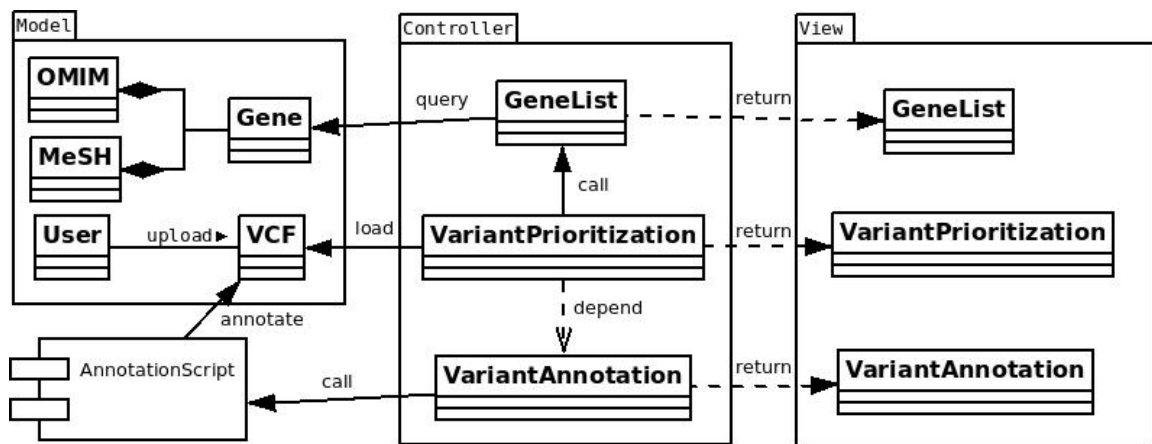 Model
Controller
View
OMIM
MeSH
Gene
query
GeneList
return
GeneList
call
User
upload
VCF
load
VariantPrioritization
return
VariantPrioritization
annotate
depend
AnnotationScript
call
VariantAnnotation
return
VariantAnnotation